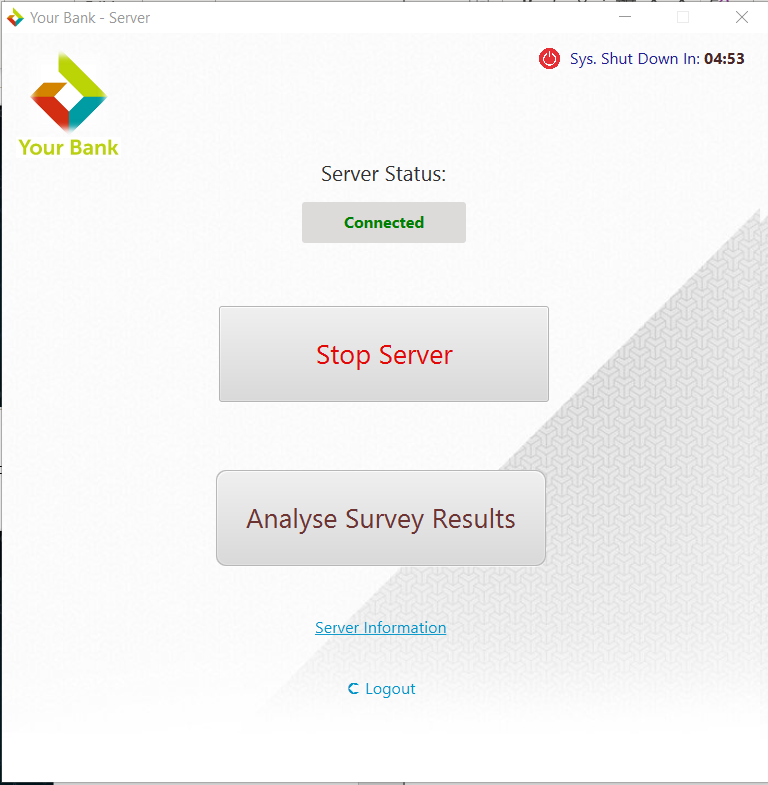 Your Bank - Server
Sys. Shut Down In: 04:53
Your Bank
Server Status:
Connected
Stop Server
Analyse Survey Results
Server Information
Logout